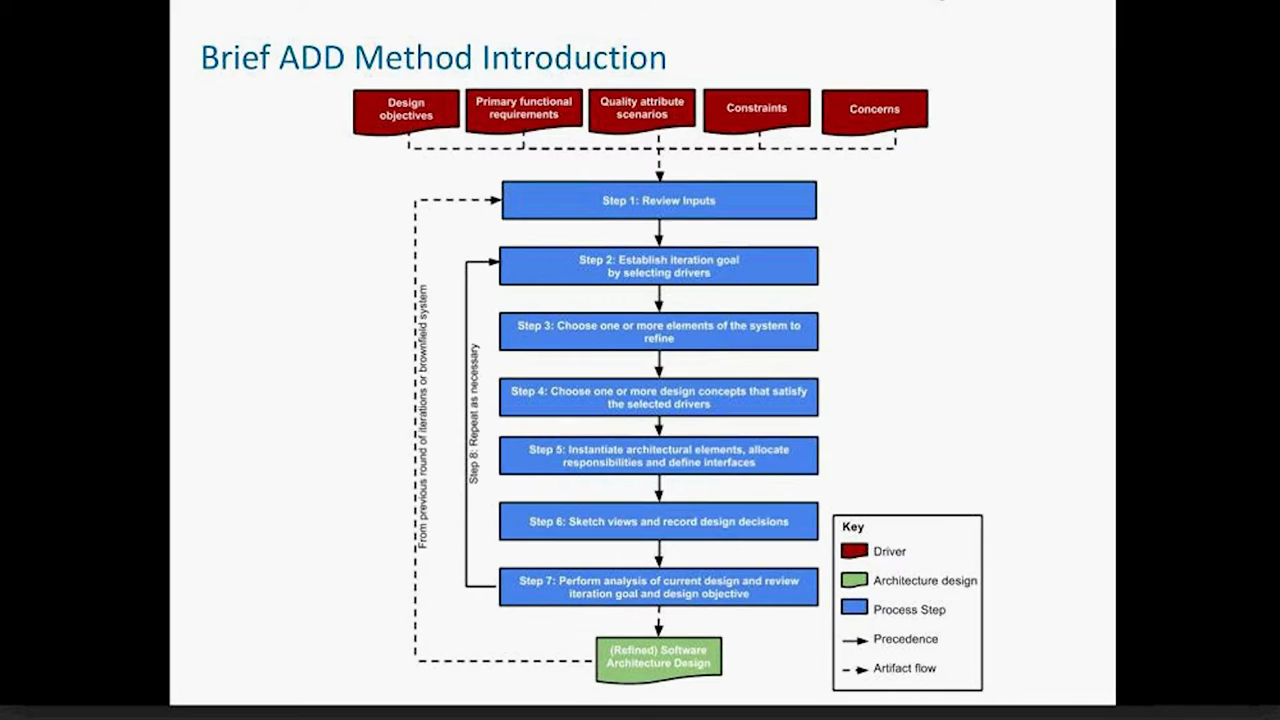 Brief ADD Method Introduction
Design
objectives
Primary functional
requirements
Quality attribute
scenarios
Constraints
Concerns
Step 1: Review Inputs
Step 2: Establish iteration goal
by selecting drivers
Step 3: Choose one or more elements of the system to
refine
Step 4: Choose one or more design concepts that satisfy
the selected drivers
Step 5: Instantiate architectural elements, allocate
responsibilities and define interfaces
Step 6: Sketch views and record design decisions
Step 7: Perform analysis of current design and review
iteration goal and design objective
From previous round of iterations or brownfield system
Step 8: Repeat as necessary
(Refined) Software
Architecture Design
Key
Driver
Architecture design
Process Step
Precedence
Artifact flow